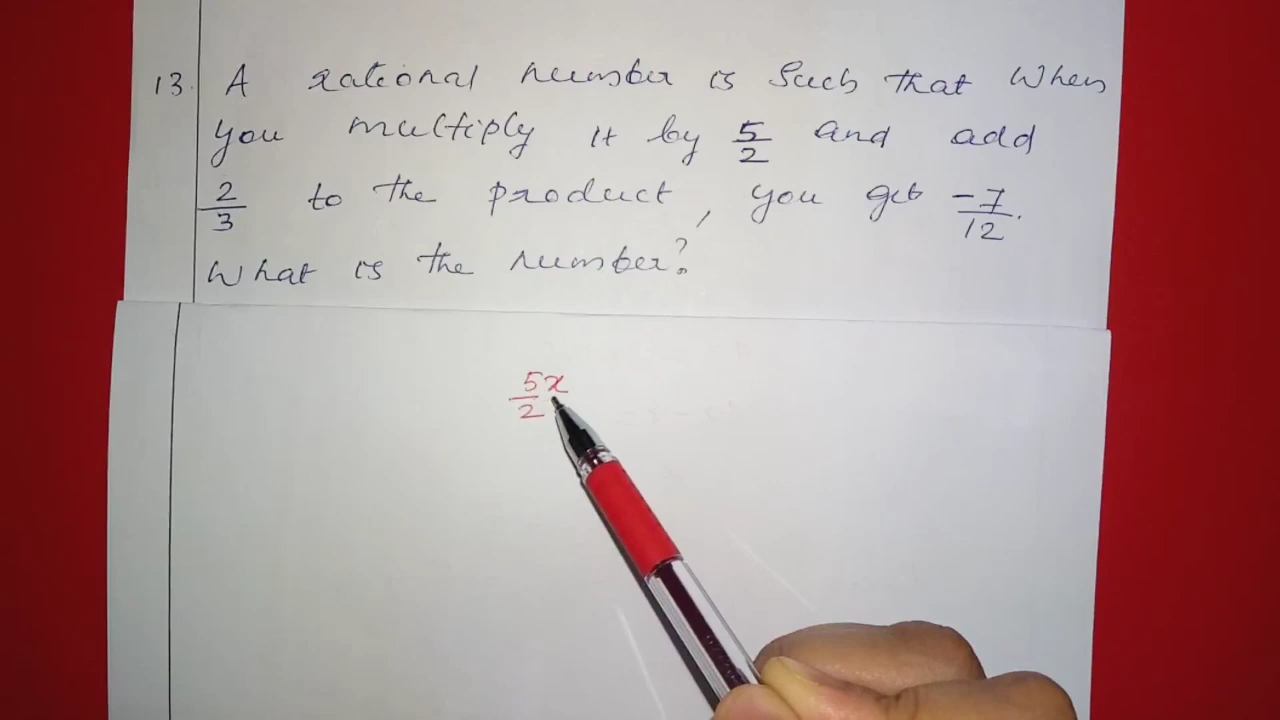 13. A rational number is such that when
you multiply it by 5/2 and add
2/3 to the product, you get -7/12.
What is the number?
5/2 x